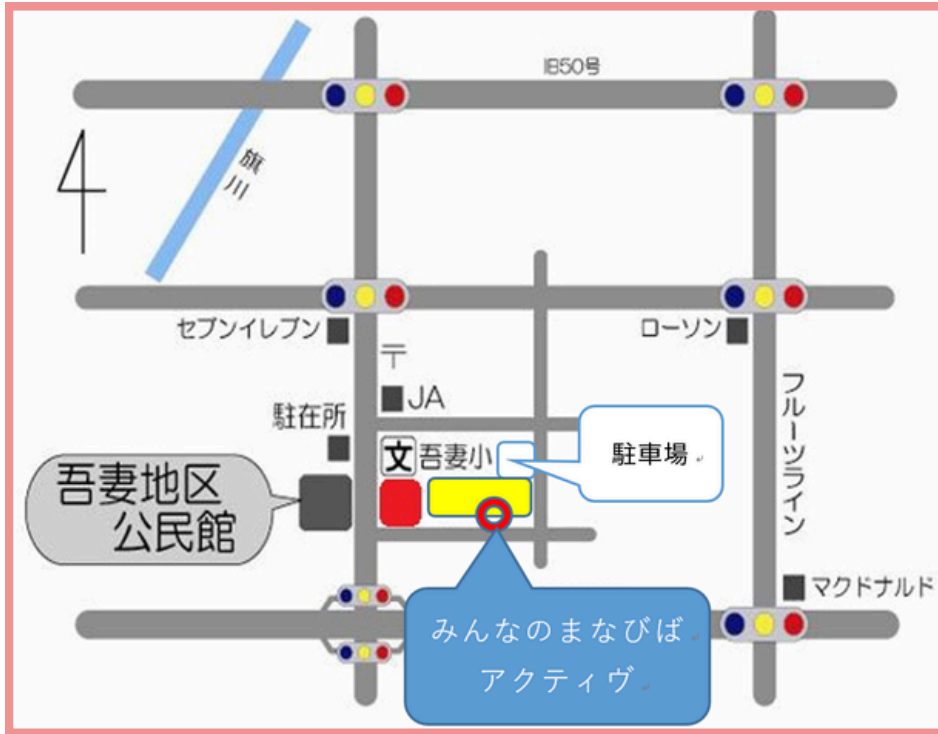 旧50号
旗川
セブンイレブン
ローソン
〒
JA
駐在所
文
吾妻小
駐車場
フルーツライン
吾妻地区
公民館
マクドナルド
みんなのまなびば
アクティヴ